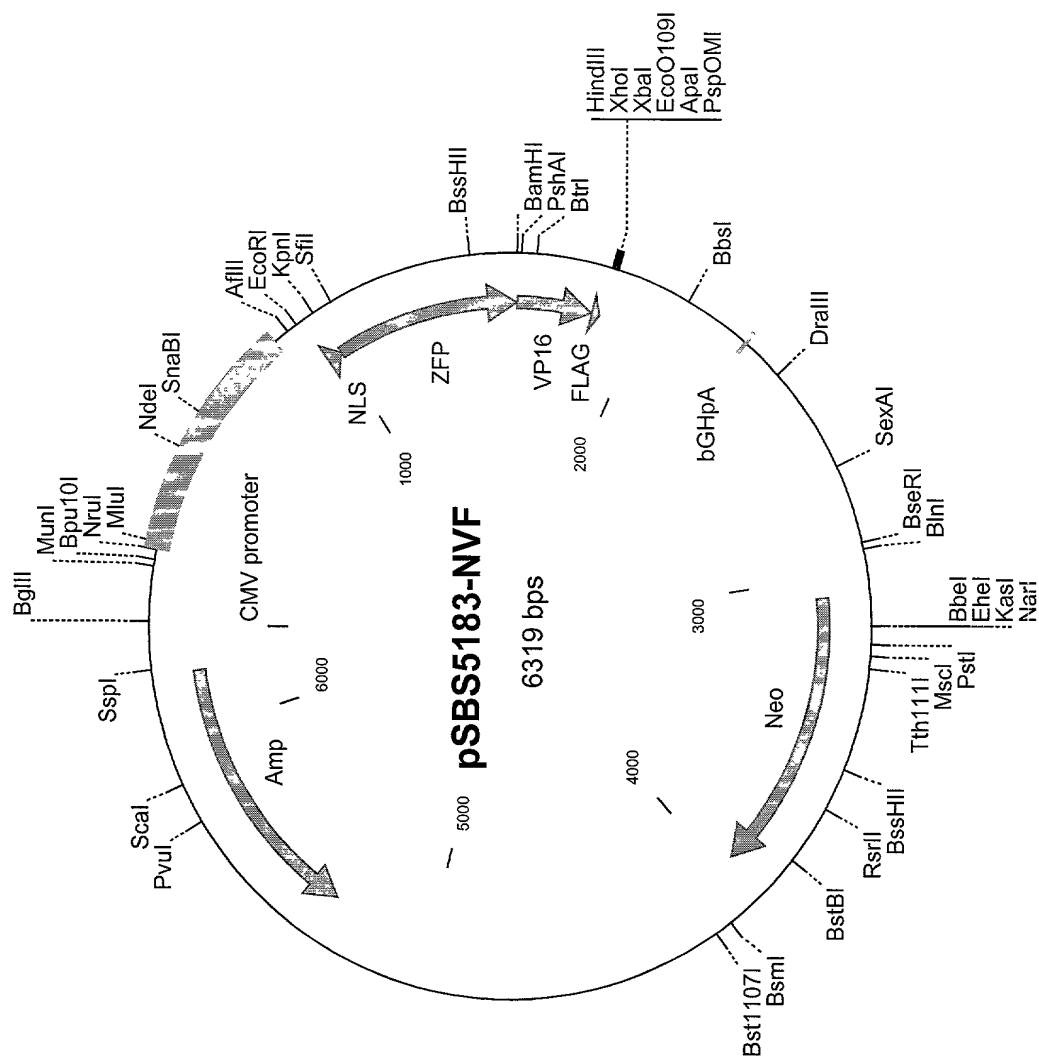 pSBS5183-NVF
6319 bps
BglII
MunI
Bpu10I
NruI
MluI
NdeI
SnaBI
AflII
EcoRI
KpnI
SfiI
BssHII
BamHI
PshAI
BtrI
HindIII
XhoI
XbaI
EcoO109I
ApaI
PspOMI
BbsI
DraIII
SexAI
BseRI
BlnI
BbeI
EheI
KasI
NarI
PstI
MscI
Tth111I
BssHII
RsrII
BstBI
BsmI
Bst1107I
PvuI
ScaI
SspI
CMV promoter
NLS
ZFP
VP16
FLAG
bGHpA
Neo
Amp
1000
2000
3000
4000
5000
6000